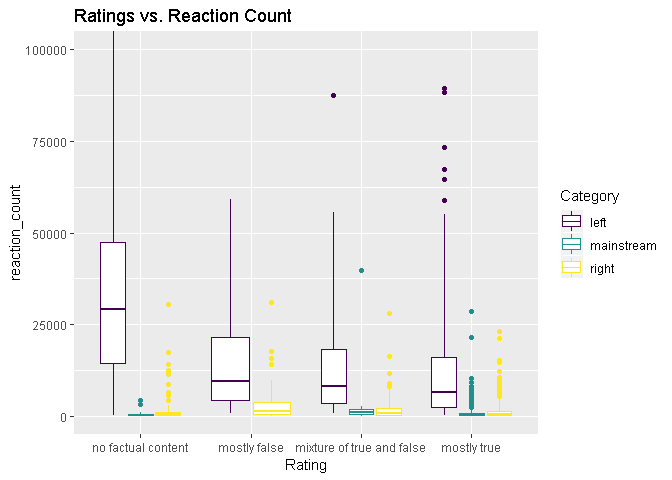 Ratings vs. Reaction Count
100000
75000
50000
25000
0
reaction_count
no factual content
mostly false
mixture of true and false
mostly true
Rating
Category
left
mainstream
right